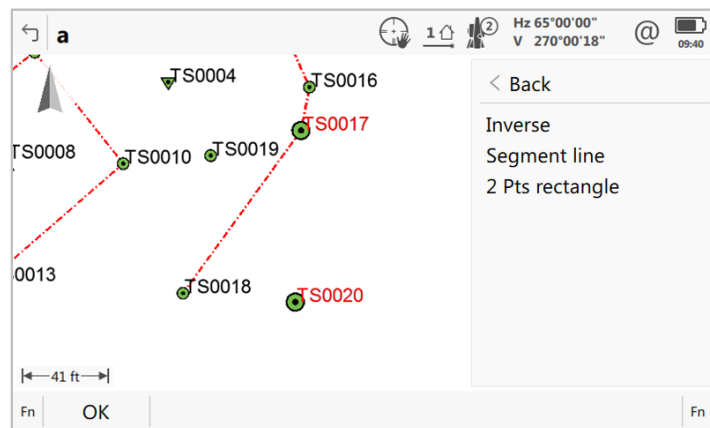 a
1
2
Hz 65°00'00"
V 270°00'18"
@
09:40
TS0004
TS0016
TS0017
TS0008
TS0010
TS0019
0013
TS0018
TS0020
41 ft
< Back
Inverse
Segment line
2 Pts rectangle
Fn
OK
Fn